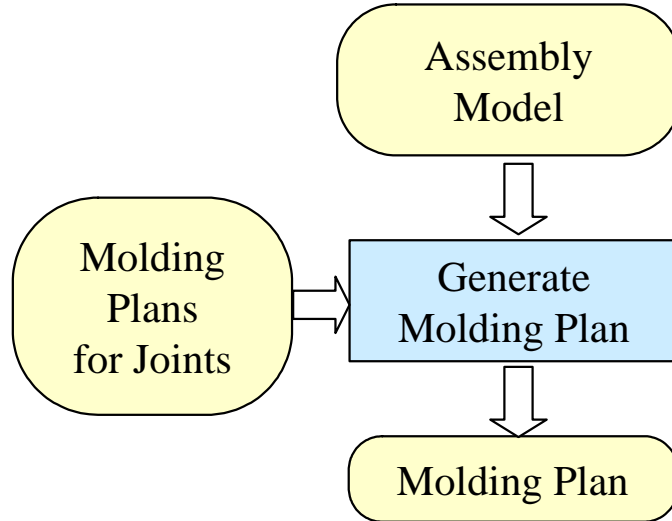 Assembly
Model
Molding
Plans
for Joints
Generate
Molding Plan
Molding Plan